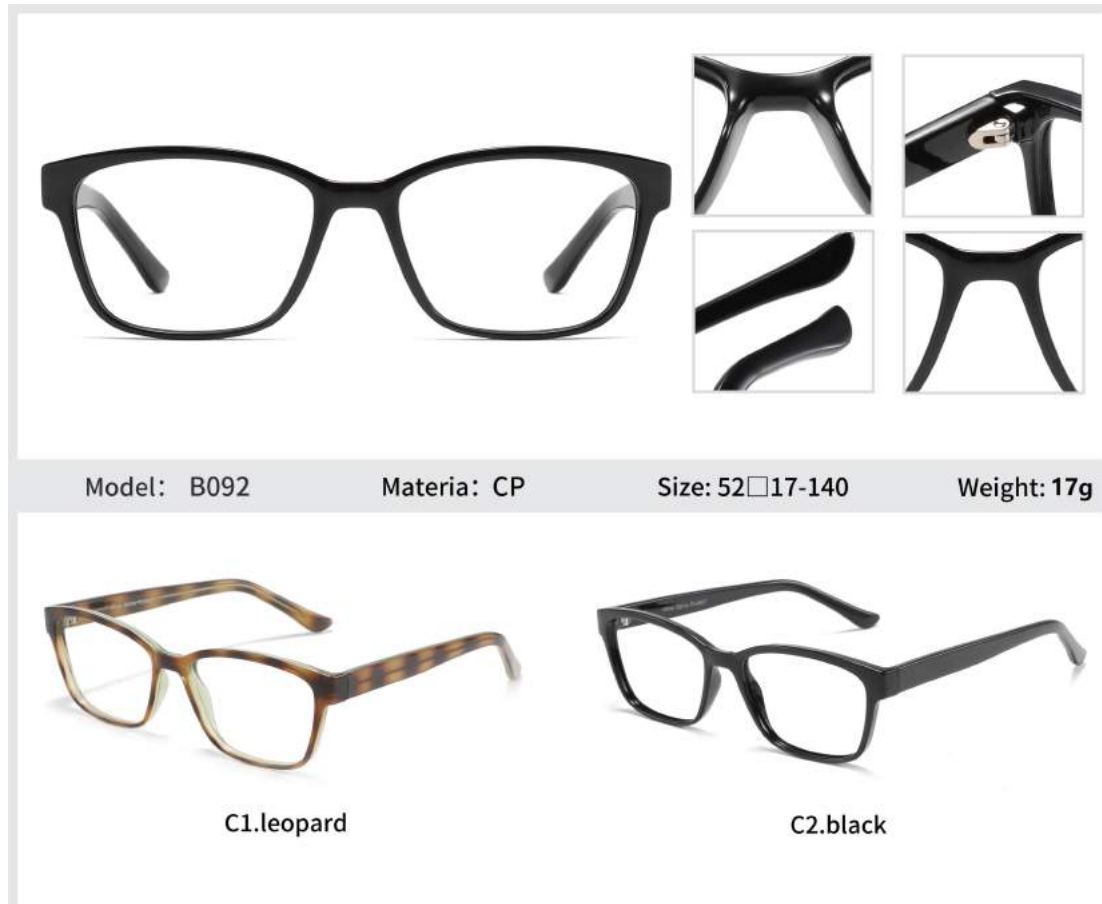 Model: B092
Materia: CP
Size: 52□17-140
Weight: 17g
C1.leopard
C2.black